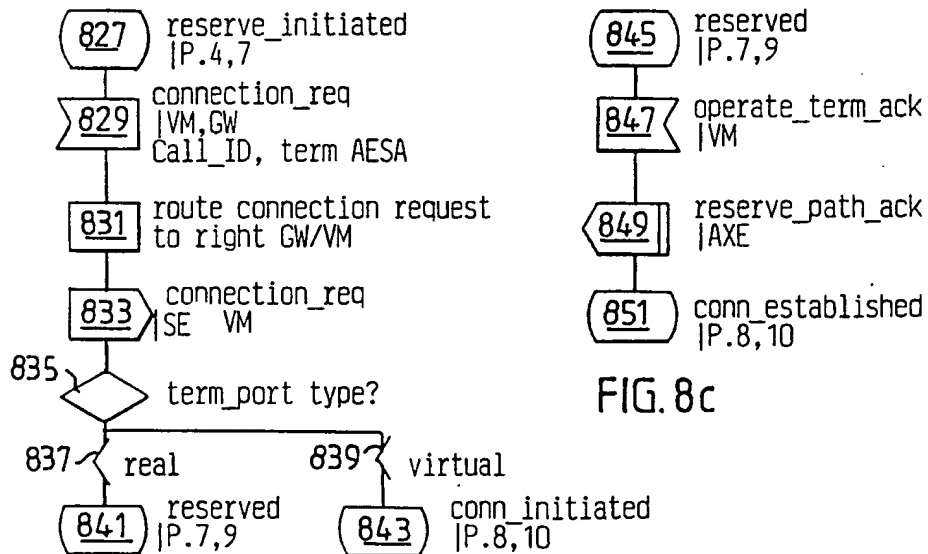 827 reserve_initiated
|P.4,7
829 connection_req
|VM,GW
Call_ID, term AESA
831 route connection request
to right GW/VM
833 connection_req
|SE VM
835 term_port type?
837 real
839 virtual
841 reserved
|P.7,9
843 conn_initiated
|P.8,10
845 reserved
|P.7,9
847 operate_term_ack
|VM
849 reserve_path_ack
|AXE
851 conn_established
|P.8,10
FIG. 8c